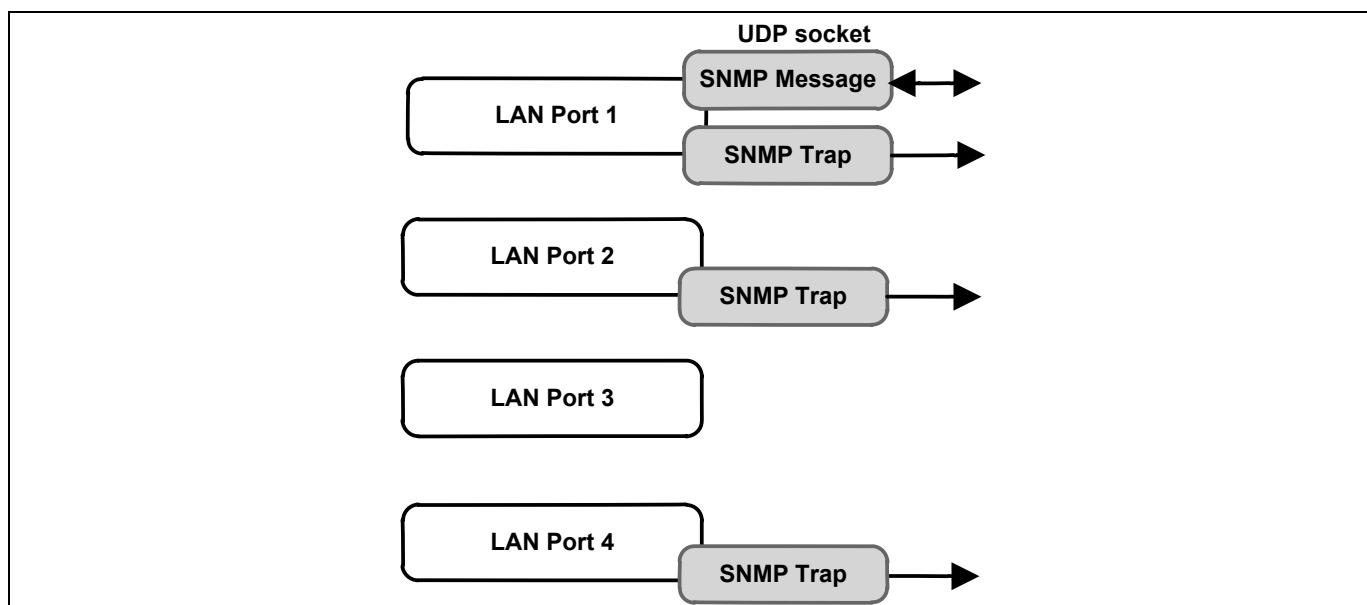 UDP socket
SNMP Message
LAN Port 1
SNMP Trap
LAN Port 2
SNMP Trap
LAN Port 3
LAN Port 4
SNMP Trap